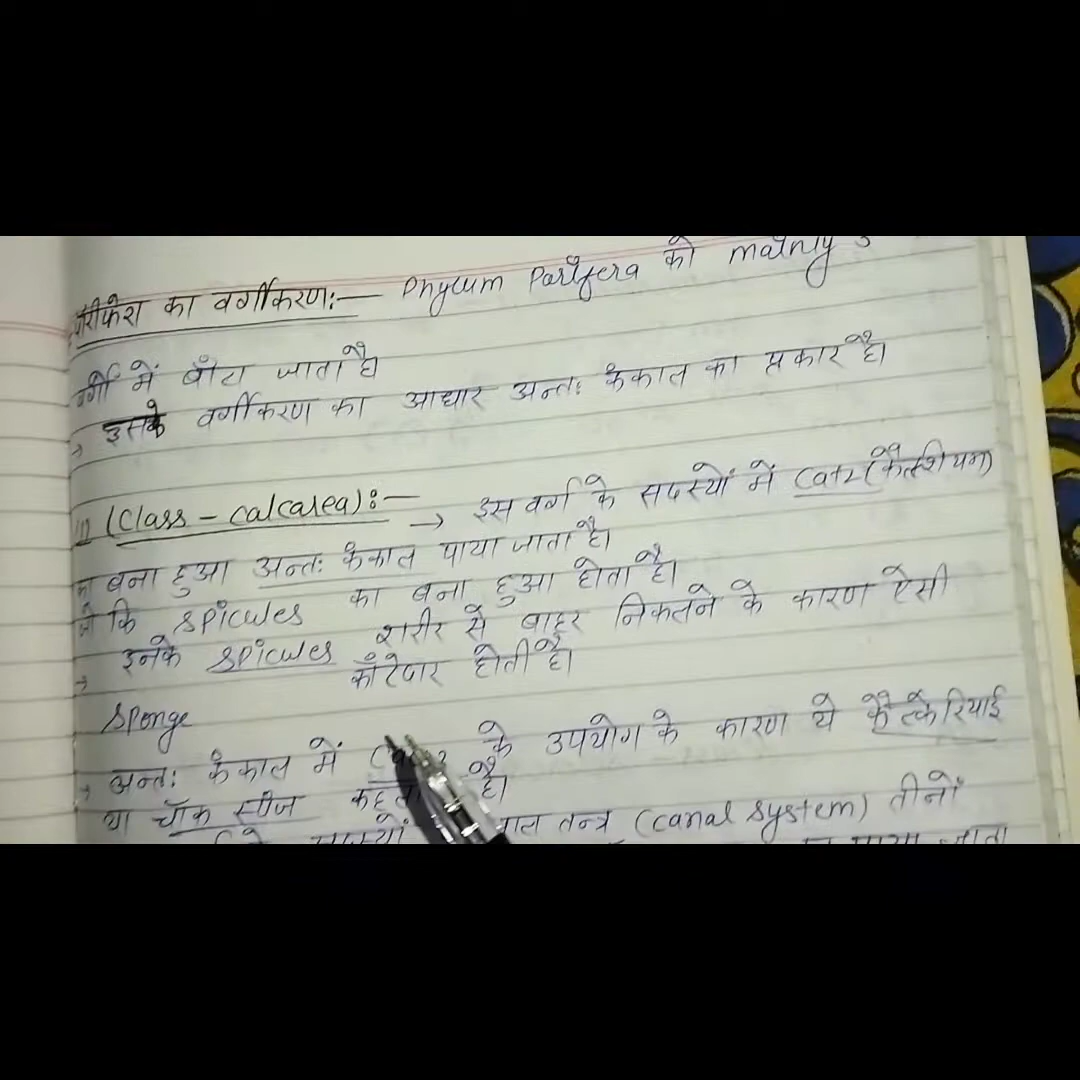 पोरीफेरा का वर्गीकरण:— Phylum Porifera को mainly 3
वर्गों में बाँटा जाता है।
→ इसके वर्गीकरण का आधार अन्तः कंकाल का प्रकार है।
(1) (Class - Calcarea):— → इस वर्ग के सदस्यों में Ca+2 (कैल्शियम)
का बना हुआ अन्तः कंकाल पाया जाता है।
जो कि spicules का बना हुआ होता है।
→ इनके spicules शरीर से बाहर निकलने के कारण ऐसी
Sponge काँटेदार होती है।
→ अन्तः कंकाल में के उपयोग के कारण ये कैल्केरियाई
या चॉक स्पंज है।
तन्त्र (canal system) तीनों